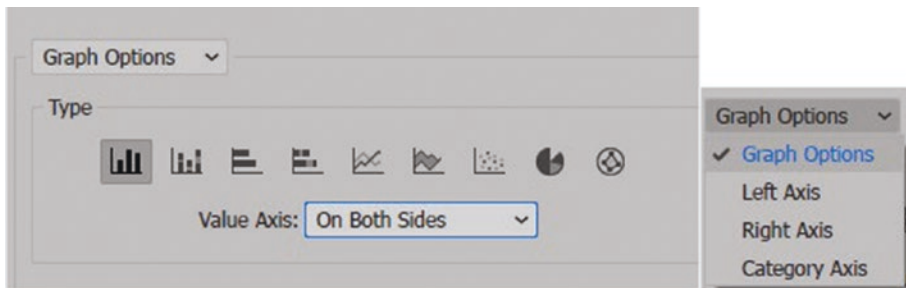 Graph Options
Type
Value Axis: On Both Sides
Graph Options
Graph Options
Left Axis
Right Axis
Category Axis